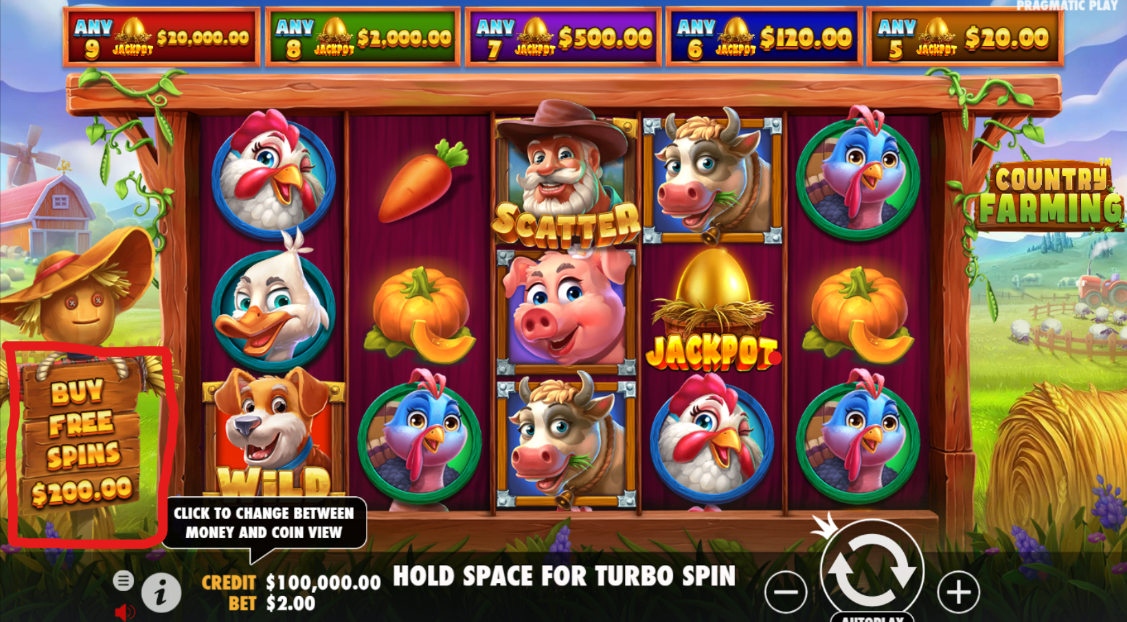 PRAGMATIC PLAY
ANY 9 JACKPOT $20,000.00
ANY 8 JACKPOT $2,000.00
ANY 7 JACKPOT $500.00
ANY 6 JACKPOT $120.00
ANY 5 JACKPOT $20.00
COUNTRY
FARMING™
SCATTER
JACKPOT
WILD
BUY
FREE
SPINS
$200.00
CLICK TO CHANGE BETWEEN
MONEY AND COIN VIEW
CREDIT $100,000.00
BET $2.00
HOLD SPACE FOR TURBO SPIN
AUTOPLAY